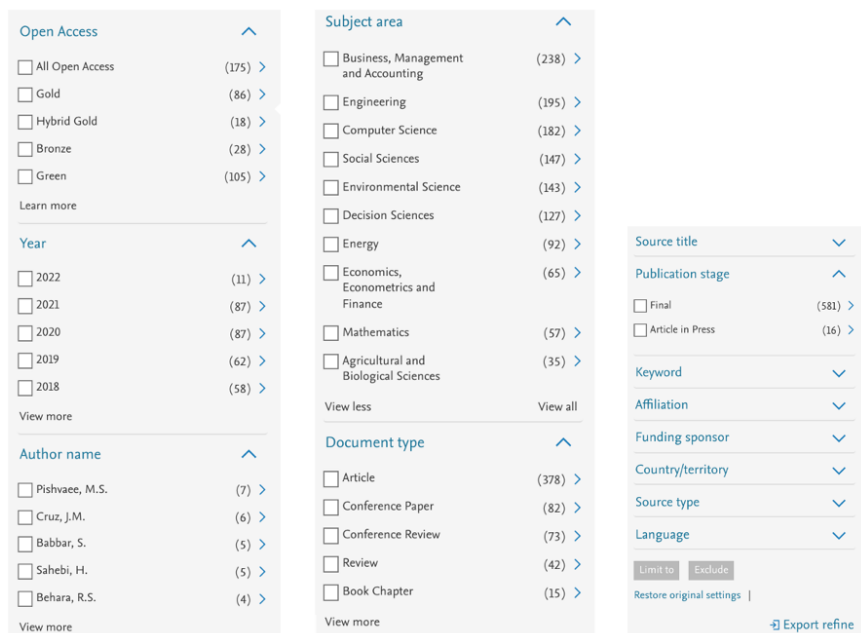 Open Access
All Open Access (175)
Gold (86)
Hybrid Gold (18)
Bronze (28)
Green (105)
Learn more
Year
2022 (11)
2021 (87)
2020 (87)
2019 (62)
2018 (58)
View more
Author name
Pishvaee, M.S. (7)
Cruz, J.M. (6)
Babbar, S. (5)
Sahebi, H. (5)
Behara, R.S. (4)
View more
Subject area
Business, Management (238)
and Accounting
Engineering (195)
Computer Science (182)
Social Sciences (147)
Environmental Science (143)
Decision Sciences (127)
Energy (92)
Economics, (65)
Econometrics and
Finance
Mathematics (57)
Agricultural and (35)
Biological Sciences
View less View all
Document type
Article (378)
Conference Paper (82)
Conference Review (73)
Review (42)
Book Chapter (15)
View more
Source title
Publication stage
Final (581)
Article in Press (16)
Keyword
Affiliation
Funding sponsor
Country/territory
Source type
Language
Limit to Exclude
Restore original settings |
Export refine